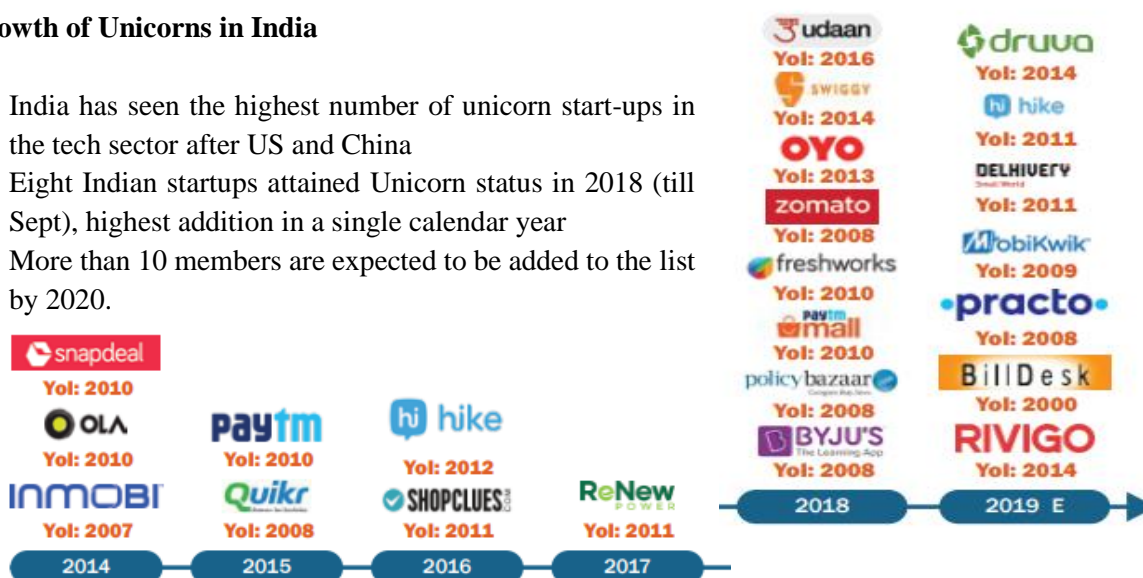 owth of Unicorns in India
India has seen the highest number of unicorn start-ups in
the tech sector after US and China
Eight Indian startups attained Unicorn status in 2018 (till
Sept), highest addition in a single calendar year
More than 10 members are expected to be added to the list
by 2020.
snapdeal
YoI: 2010
OLA
YoI: 2010
INMOBI
YoI: 2007
2014
paytm
YoI: 2010
Quikr
YoI: 2008
2015
hi hike
YoI: 2012
SHOPCLUES.COM
YoI: 2011
2016
ReNew
POWER
YoI: 2011
2017
उ udaan
YoI: 2016
SWIGGY
YoI: 2014
OYO
YoI: 2013
zomato
YoI: 2008
freshworks
YoI: 2010
paytm
mall
YoI: 2010
policybazaar
YoI: 2008
BYJU'S
The Learning App
YoI: 2008
2018
druva
YoI: 2014
hi hike
YoI: 2011
DELHIVERY
Small World
YoI: 2011
MobiKwik
YoI: 2009
practo
YoI: 2008
BillDesk
YoI: 2000
RIVIGO
YoI: 2014
2019 E